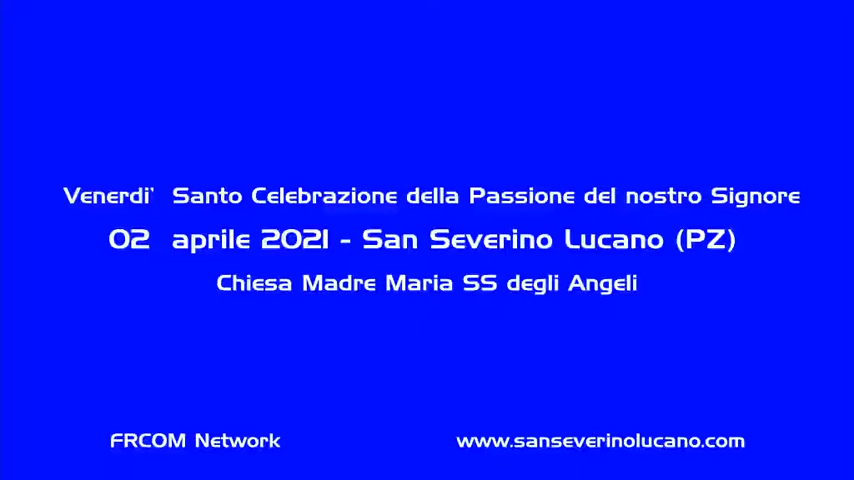 Venerdi' Santo Celebrazione della Passione del nostro Signore
02 aprile 2021 - San Severino Lucano (PZ)
Chiesa Madre Maria SS degli Angeli
FRCOM Network
www.sanseverinolucano.com